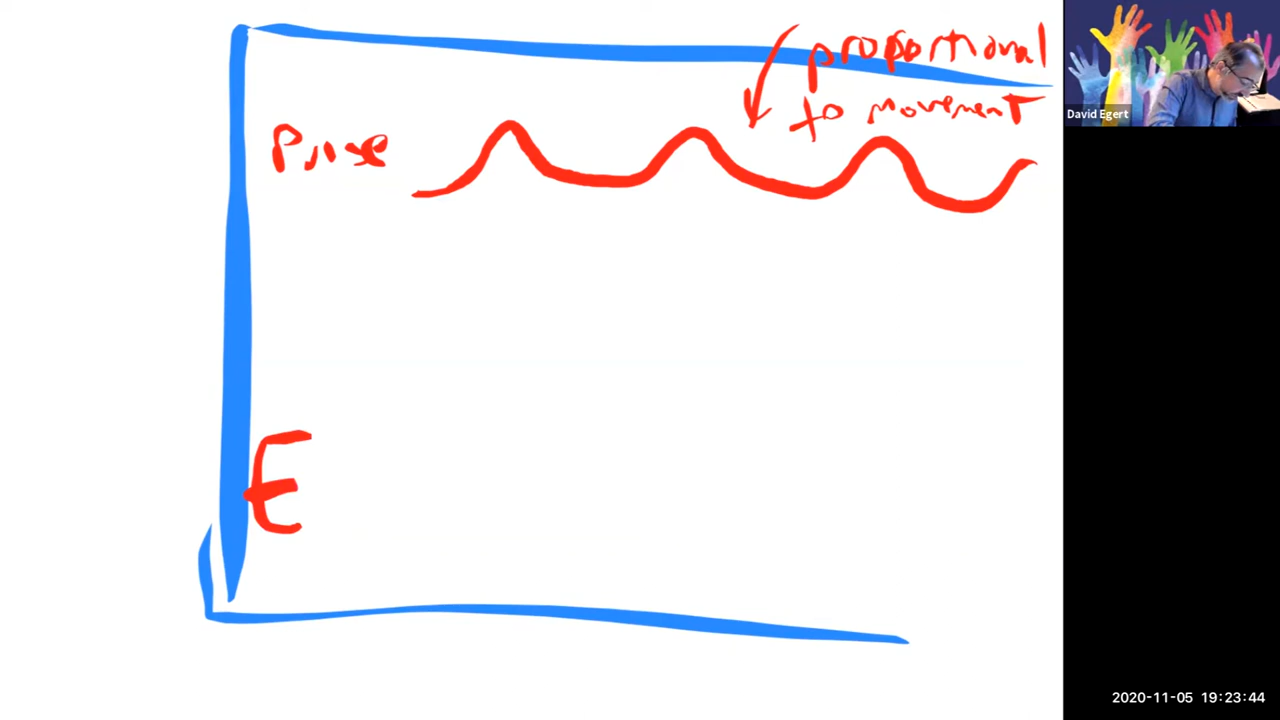 proportional
to movement
Pulse
E
David Egert
2020-11-05 19:23:44